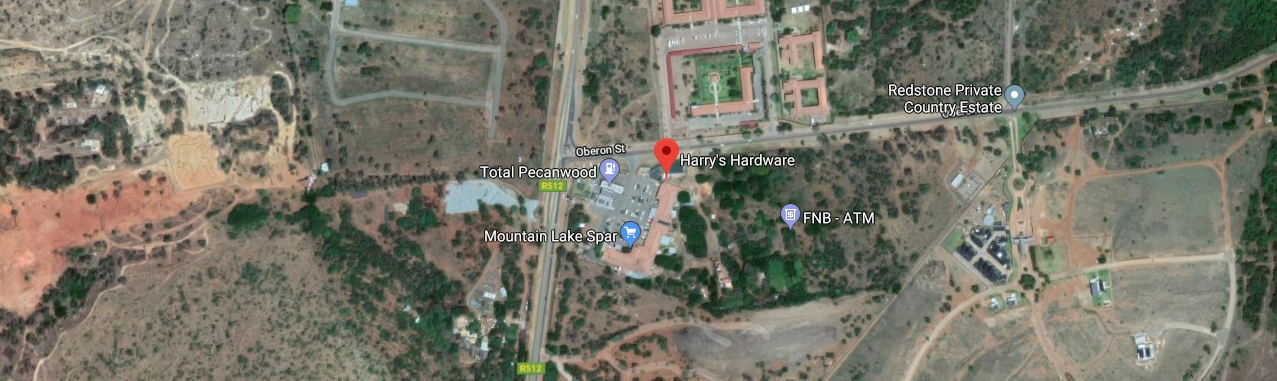 Redstone Private
Country Estate
Oberon St
Harry's Hardware
Total Pecanwood
R512
FNB - ATM
Mountain Lake Spar
R512